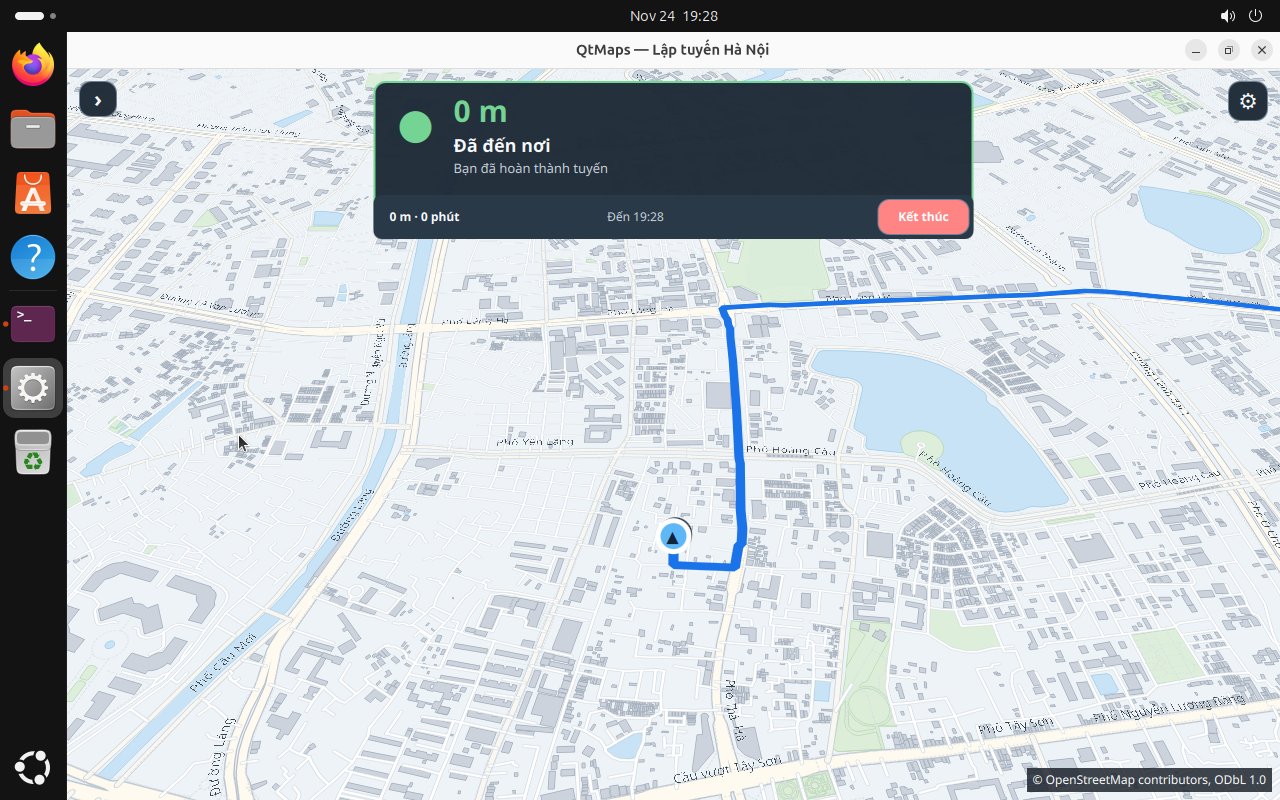 Nov 24 19:28
QtMaps — Lập tuyến Hà Nội
›
0 m
Đã đến nơi
Bạn đã hoàn thành tuyến
0 m · 0 phút
Đến 19:28
Kết thúc
Phố Láng Hạ
Phố Yên Lãng
Phố Hoàng Cầu
Phố Hoàng Cầu
Phố Hoàng Cầu
Đường Láng
Phố Cầu Mới
Đường Láng
Phố Thái Hà
Cầu vượt Tây Sơn
Phố Tây Sơn
Phố Nguyễn Lương Bằng
© OpenStreetMap contributors, ODbL 1.0